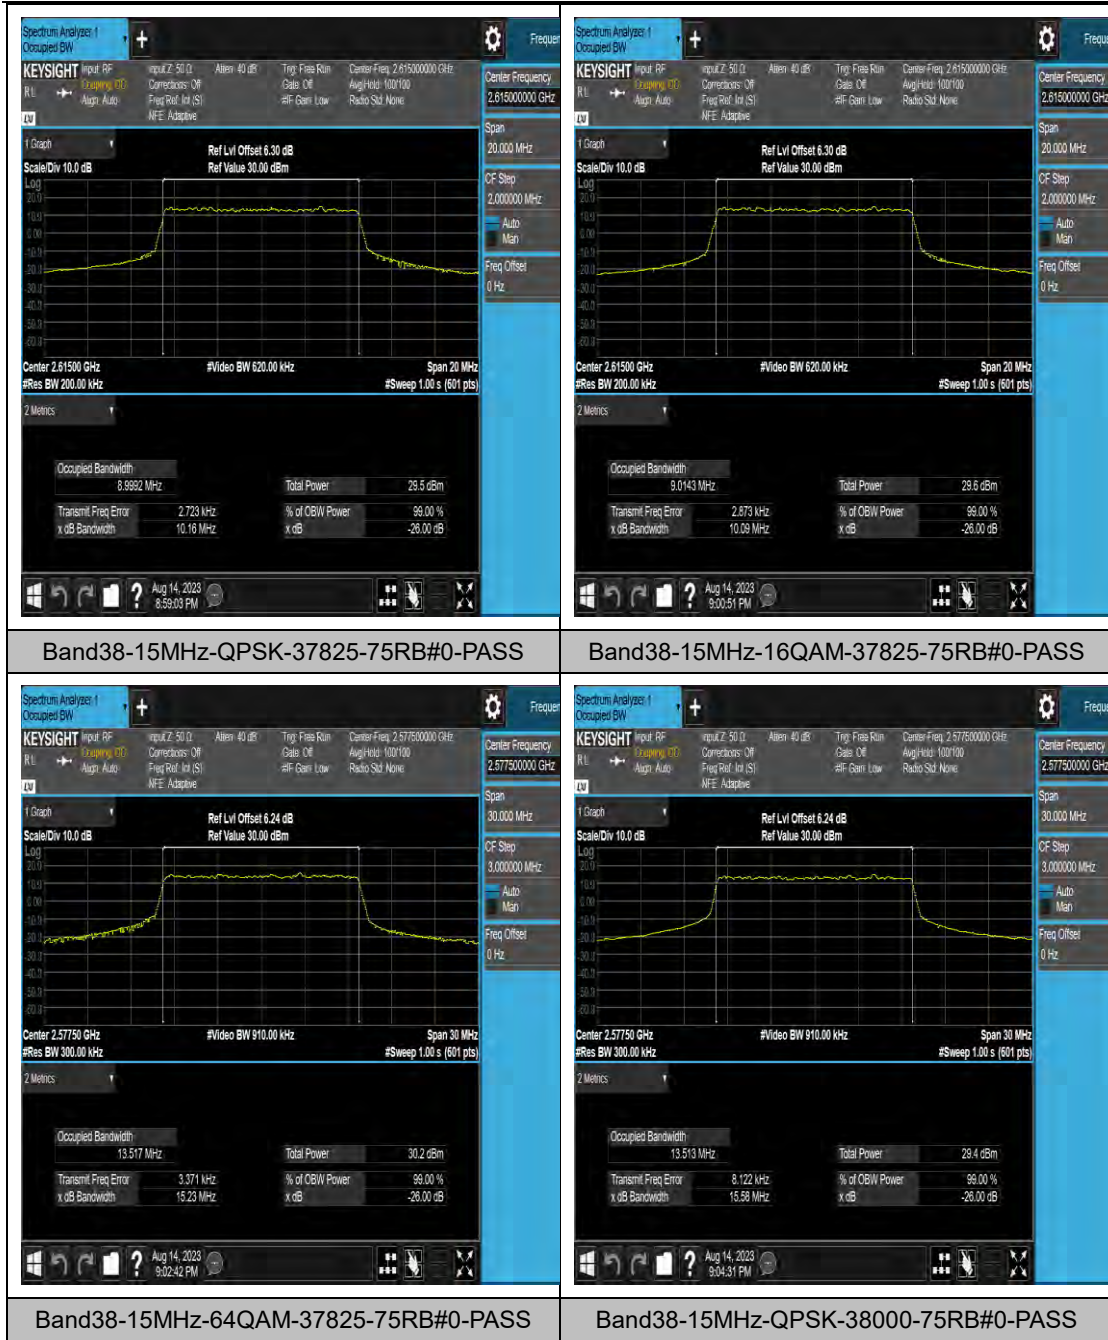 Spectrum Analyzer 1
Occupied BW
+
Frequen
KEYSIGHT Input: RF
Coupling: DC
Align: Auto
Input Z: 50 Ω
Corrections: Off
Freq Ref: Int (S)
NFE: Adaptive
Atten: 40 dB
Trig: Free Run
Gate: Off
#IF Gain: Low
Center Freq: 2.615000000 GHz
Avg|Hold: 100/100
Radio Std: None
Center Frequency
2.615000000 GHz
Span
20.000 MHz
CF Step
2.000000 MHz
Auto
Man
Freq Offset
0 Hz
1 Graph
Scale/Div 10.0 dB
Ref Lvl Offset 6.30 dB
Ref Value 30.00 dBm
Log
Center 2.61500 GHz
#Video BW 620.00 kHz
Span 20 MHz
#Res BW 200.00 kHz
#Sweep 1.00 s (601 pts)
2 Metrics
Occupied Bandwidth
8.9992 MHz
Total Power 29.5 dBm
Transmit Freq Error 2.723 kHz
% of OBW Power 99.00 %
x dB Bandwidth 10.16 MHz
x dB -26.00 dB
Aug 14, 2023
8:59:03 PM
Spectrum Analyzer 1
Occupied BW
+
Frequ
KEYSIGHT Input: RF
Coupling: DC
Align: Auto
Input Z: 50 Ω
Corrections: Off
Freq Ref: Int (S)
NFE: Adaptive
Atten: 40 dB
Trig: Free Run
Gate: Off
#IF Gain: Low
Center Freq: 2.615000000 GHz
Avg|Hold: 100/100
Radio Std: None
Center Frequency
2.615000000 GHz
Span
20.000 MHz
CF Step
2.000000 MHz
Auto
Man
Freq Offset
0 Hz
1 Graph
Scale/Div 10.0 dB
Ref Lvl Offset 6.30 dB
Ref Value 30.00 dBm
Log
Center 2.61500 GHz
#Video BW 620.00 kHz
Span 20 MHz
#Res BW 200.00 kHz
#Sweep 1.00 s (601 pts)
2 Metrics
Occupied Bandwidth
9.0143 MHz
Total Power 29.6 dBm
Transmit Freq Error 2.873 kHz
% of OBW Power 99.00 %
x dB Bandwidth 10.09 MHz
x dB -26.00 dB
Aug 14, 2023
9:00:51 PM
Band38-15MHz-QPSK-37825-75RB#0-PASS
Band38-15MHz-16QAM-37825-75RB#0-PASS
Spectrum Analyzer 1
Occupied BW
+
Frequen
KEYSIGHT Input: RF
Coupling: DC
Align: Auto
Input Z: 50 Ω
Corrections: Off
Freq Ref: Int (S)
NFE: Adaptive
Atten: 40 dB
Trig: Free Run
Gate: Off
#IF Gain: Low
Center Freq: 2.577500000 GHz
Avg|Hold: 100/100
Radio Std: None
Center Frequency
2.577500000 GHz
Span
30.000 MHz
CF Step
3.000000 MHz
Auto
Man
Freq Offset
0 Hz
1 Graph
Scale/Div 10.0 dB
Ref Lvl Offset 6.24 dB
Ref Value 30.00 dBm
Log
Center 2.57750 GHz
#Video BW 910.00 kHz
Span 30 MHz
#Res BW 300.00 kHz
#Sweep 1.00 s (601 pts)
2 Metrics
Occupied Bandwidth
13.517 MHz
Total Power 30.2 dBm
Transmit Freq Error 3.371 kHz
% of OBW Power 99.00 %
x dB Bandwidth 15.23 MHz
x dB -26.00 dB
Aug 14, 2023
9:02:42 PM
Spectrum Analyzer 1
Occupied BW
+
Frequ
KEYSIGHT Input: RF
Coupling: DC
Align: Auto
Input Z: 50 Ω
Corrections: Off
Freq Ref: Int (S)
NFE: Adaptive
Atten: 40 dB
Trig: Free Run
Gate: Off
#IF Gain: Low
Center Freq: 2.577500000 GHz
Avg|Hold: 100/100
Radio Std: None
Center Frequency
2.577500000 GHz
Span
30.000 MHz
CF Step
3.000000 MHz
Auto
Man
Freq Offset
0 Hz
1 Graph
Scale/Div 10.0 dB
Ref Lvl Offset 6.24 dB
Ref Value 30.00 dBm
Log
Center 2.57750 GHz
#Video BW 910.00 kHz
Span 30 MHz
#Res BW 300.00 kHz
#Sweep 1.00 s (601 pts)
2 Metrics
Occupied Bandwidth
13.513 MHz
Total Power 29.4 dBm
Transmit Freq Error 8.122 kHz
% of OBW Power 99.00 %
x dB Bandwidth 15.58 MHz
x dB -26.00 dB
Aug 14, 2023
9:04:31 PM
Band38-15MHz-64QAM-37825-75RB#0-PASS
Band38-15MHz-QPSK-38000-75RB#0-PASS